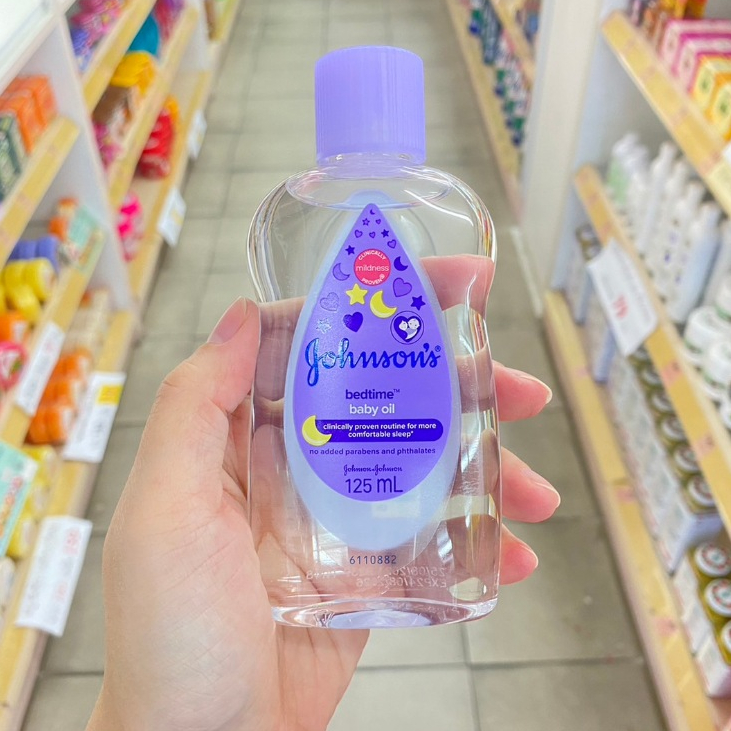 CLINICALLY
mildness
PROVEN
Johnson's®
bedtime™
baby oil
clinically proven routine for more
comfortable sleep*
no added parabens and phthalates
Johnson & Johnson
125 mL
6110882